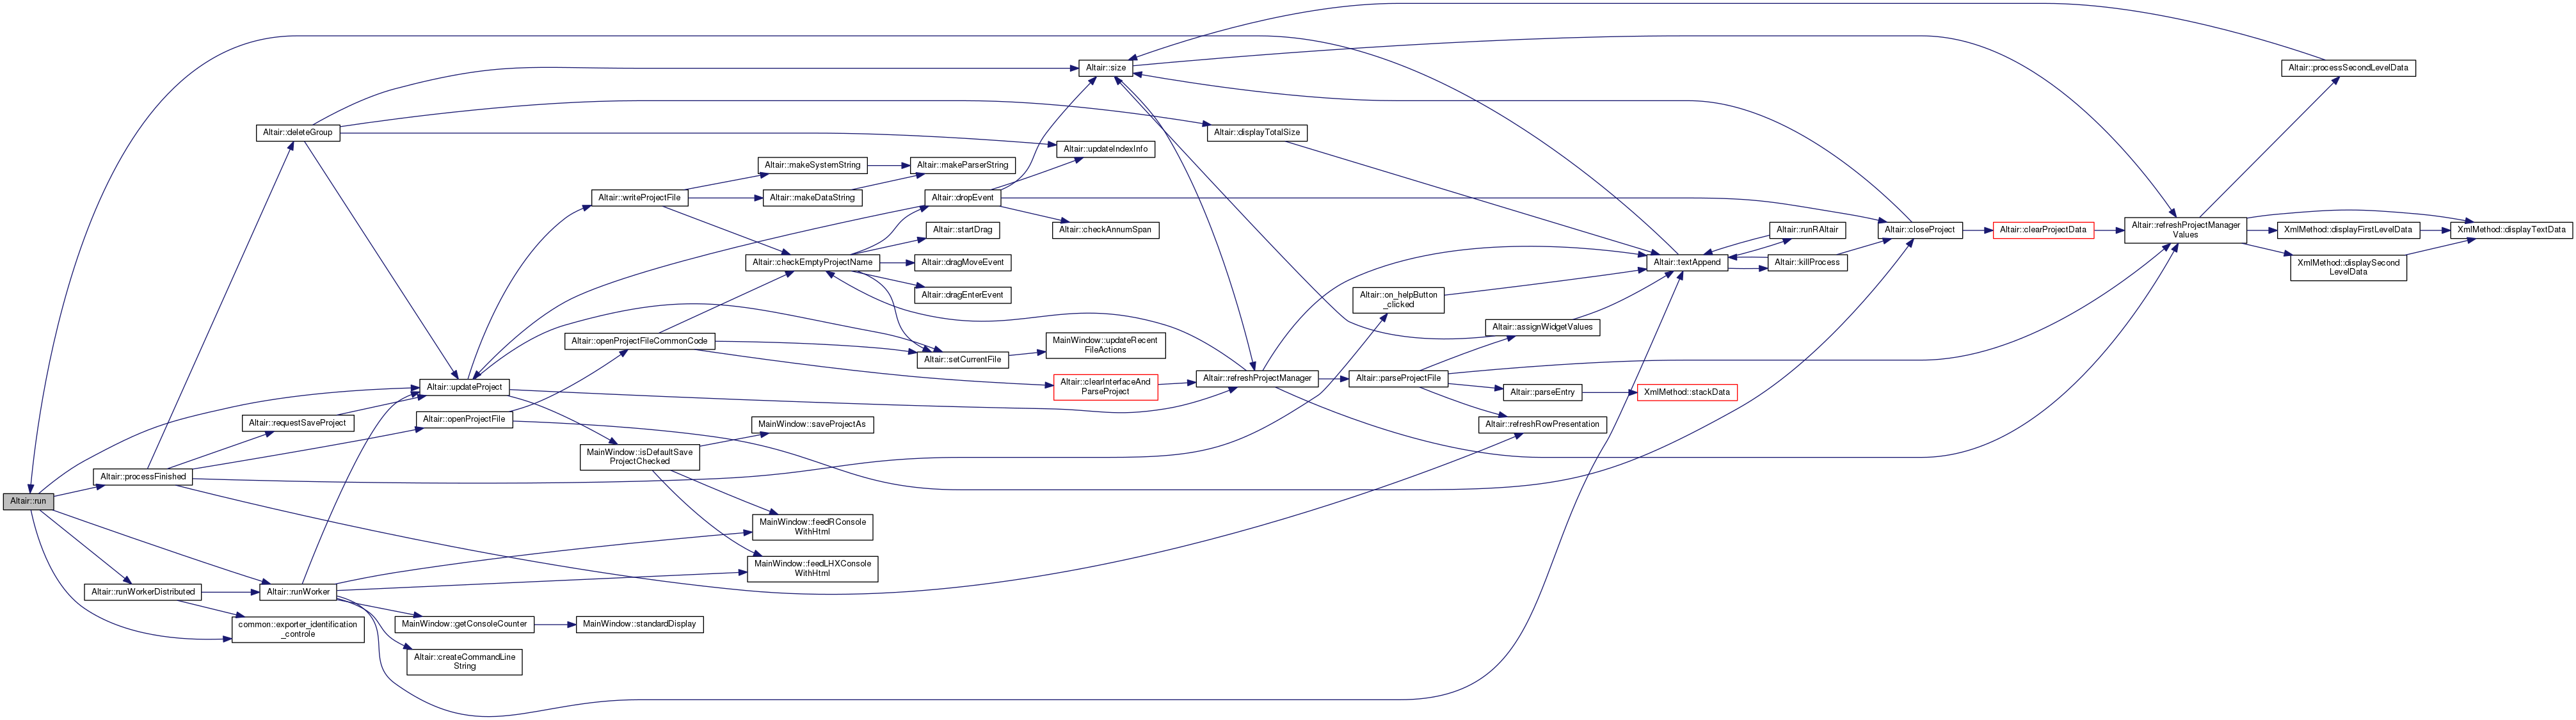 Altair::run
Altair::processFinished
Altair::runWorkerDistributed
Altair::deleteGroup
Altair::requestSaveProject
Altair::runWorker
common::exporter_identification
_controle
Altair::updateProject
Altair::openProjectFile
MainWindow::getConsoleCounter
Altair::createCommandLine
String
Altair::writeProjectFile
Altair::openProjectFileCommonCode
MainWindow::isDefaultSave
ProjectChecked
MainWindow::standardDisplay
Altair::makeSystemString
Altair::makeDataString
Altair::checkEmptyProjectName
MainWindow::saveProjectAs
MainWindow::feedRConsole
WithHtml
MainWindow::feedLHXConsole
WithHtml
Altair::makeParserString
Altair::dropEvent
Altair::startDrag
Altair::dragMoveEvent
Altair::dragEnterEvent
Altair::setCurrentFile
Altair::size
Altair::updateIndexInfo
Altair::checkAnnumSpan
MainWindow::updateRecent
FileActions
Altair::clearInterfaceAnd
ParseProject
Altair::displayTotalSize
Altair::refreshProjectManager
Altair::on_helpButton
_clicked
Altair::parseProjectFile
Altair::assignWidgetValues
Altair::parseEntry
Altair::refreshRowPresentation
Altair::textAppend
XmlMethod::stackData
Altair::runRAltair
Altair::killProcess
Altair::closeProject
Altair::clearProjectData
Altair::refreshProjectManager
Values
Altair::processSecondLevelData
XmlMethod::displayFirstLevelData
XmlMethod::displaySecond
LevelData
XmlMethod::displayTextData